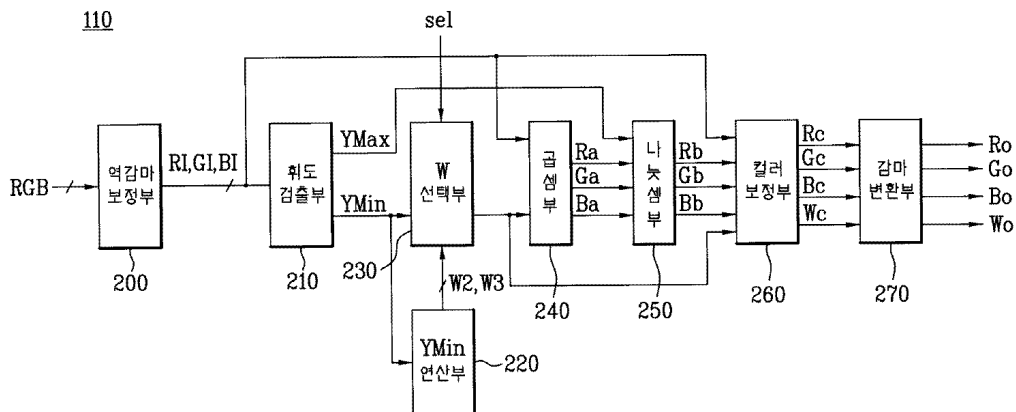 110
sel
RGB
역감마
보정부
200
RI,GI,BI
휘도
검출부
210
YMax
YMin
W
선택부
230
W2,W3
YMin
연산부
220
곱
셈
부
240
Ra
Ga
Ba
나
눗
셈
부
250
Rb
Gb
Bb
컬러
보정부
260
Rc
Gc
Bc
Wc
감마
변환부
270
Ro
Go
Bo
Wo